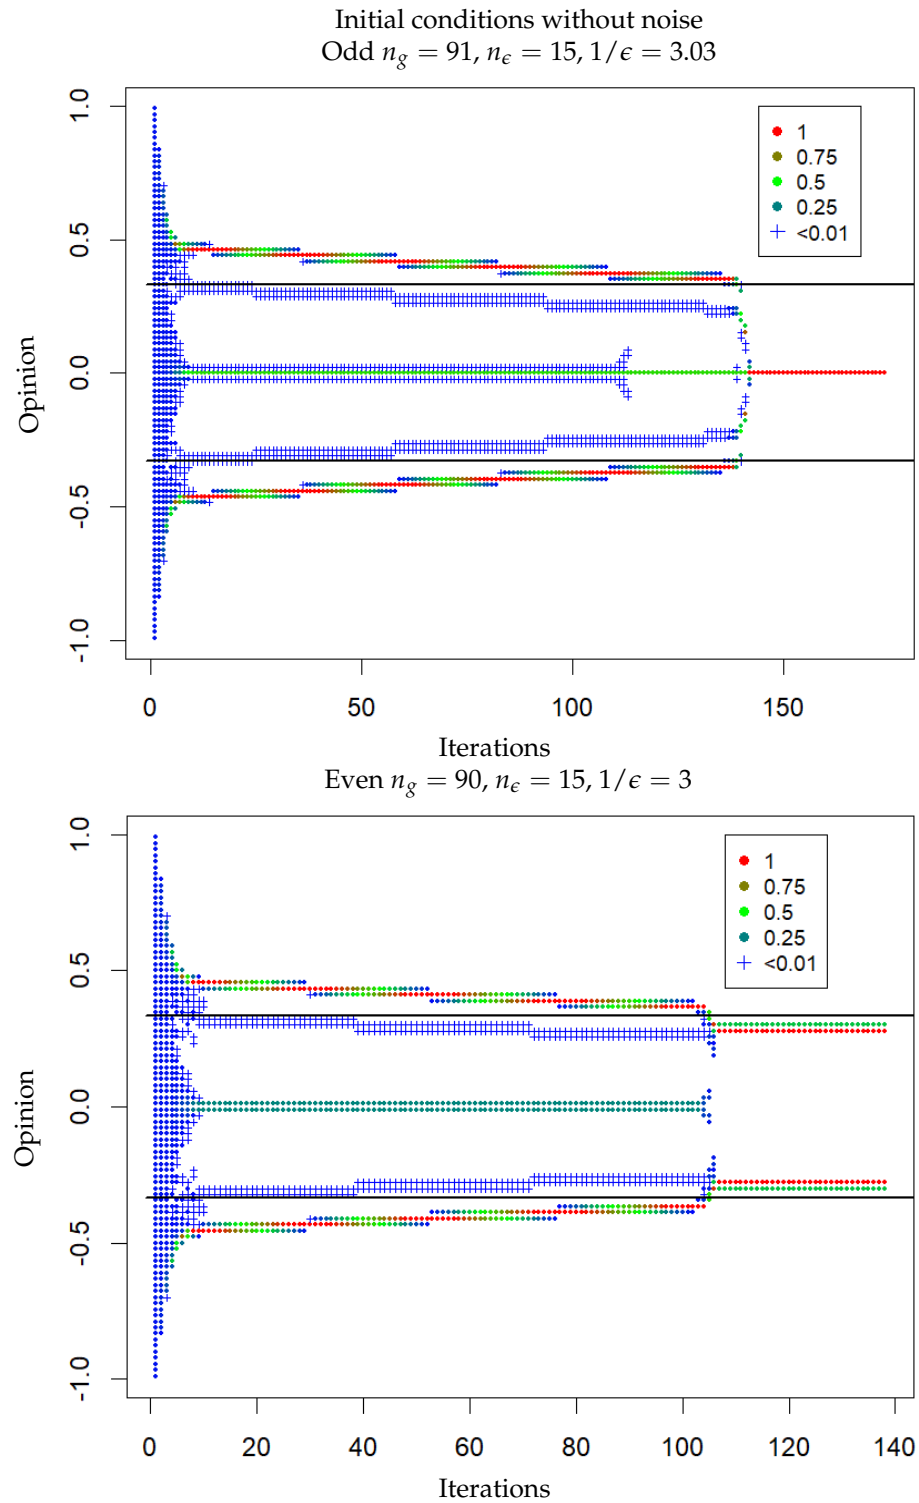 Initial conditions without noise
Odd n_g = 91, n_ϵ = 15, 1/ϵ = 3.03
1.0
0.5
0.0
-0.5
-1.0
Opinion
1
0.75
0.5
0.25
<0.01
0 50 100 150
Iterations
Even n_g = 90, n_ϵ = 15, 1/ϵ = 3
1.0
0.5
0.0
-0.5
-1.0
Opinion
1
0.75
0.5
0.25
<0.01
0 20 40 60 80 100 120 140
Iterations